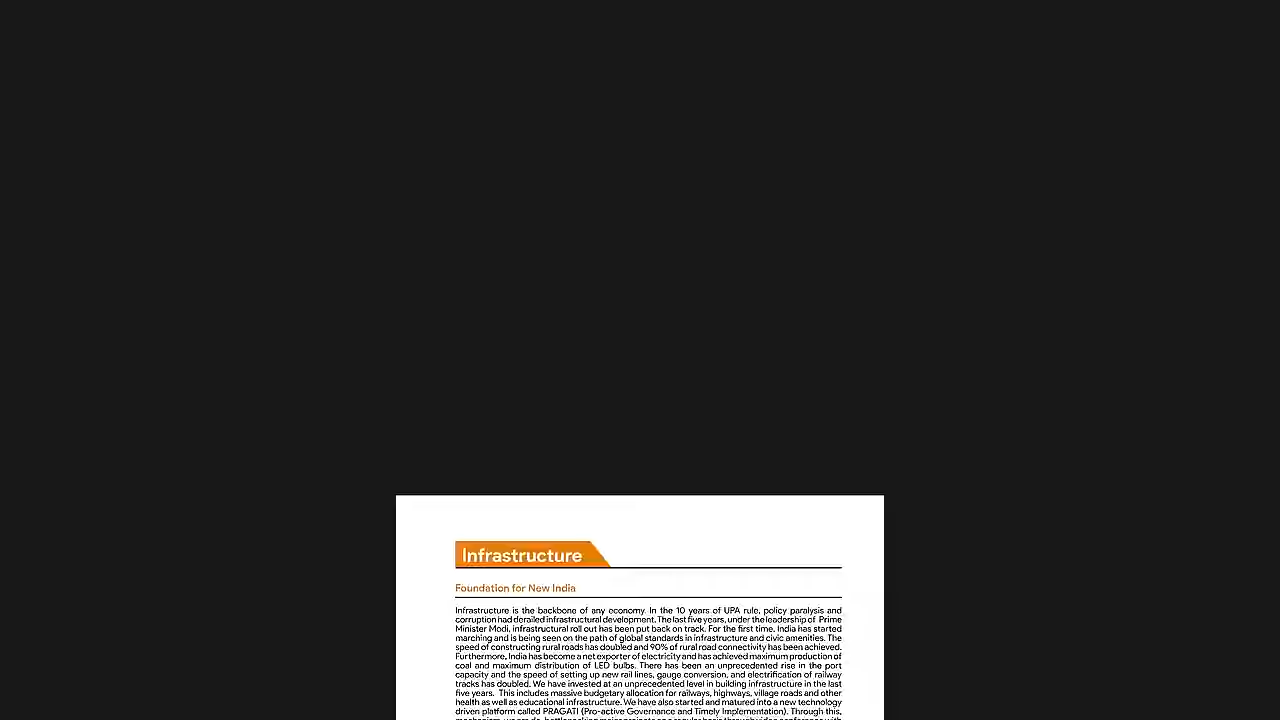 Infrastructure
Foundation for New India
Infrastructure is the backbone of any economy. In the 10 years of UPA rule, policy paralysis and
corruption had derailed infrastructural development. The last five years, under the leadership of Prime
Minister Modi, infrastructural roll out has been put back on track. For the first time, India has started
marching and is being seen on the path of global standards in infrastructure and civic amenities. The
speed of constructing rural roads has doubled and 90% of rural road connectivity has been achieved.
Furthermore, India has become a net exporter of electricity and has achieved maximum production of
coal and maximum distribution of LED bulbs. There has been an unprecedented rise in the port
capacity and the speed of setting up new rail lines, gauge conversion, and electrification of railway
tracks has doubled. We have invested at an unprecedented level in building infrastructure in the last
five years. This includes massive budgetary allocation for railways, highways, village roads and other
health as well as educational infrastructure. We have also started and matured into a new technology
driven platform called PRAGATI (Pro-active Governance and Timely Implementation). Through this,